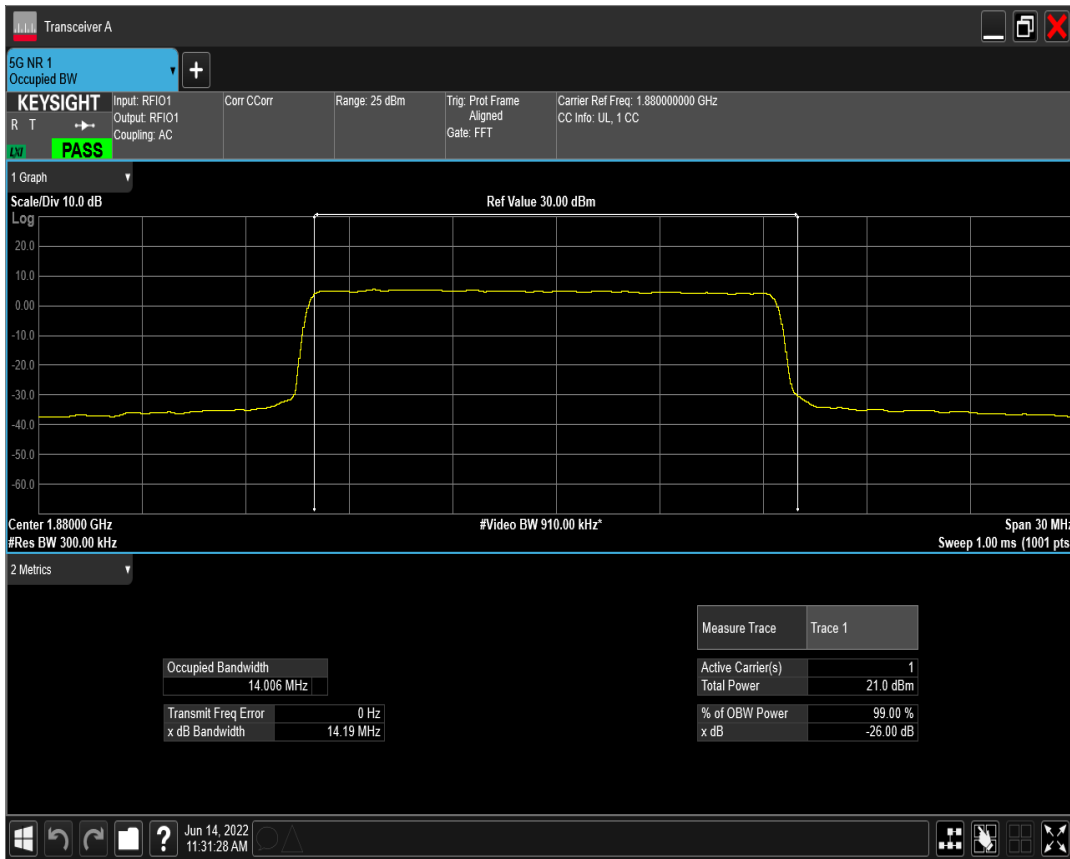 Transceiver A
5G NR 1
Occupied BW
+
KEYSIGHT
R T
LXI
PASS
Input: RFIO1
Output: RFIO1
Coupling: AC
Corr CCorr
Range: 25 dBm
Trig: Prot Frame
Aligned
Gate: FFT
Carrier Ref Freq: 1.880000000 GHz
CC Info: UL, 1 CC
1 Graph
Scale/Div 10.0 dB
Ref Value 30.00 dBm
Log
20.0
10.0
0.00
-10.0
-20.0
-30.0
-40.0
-50.0
-60.0
Center 1.88000 GHz
#Video BW 910.00 kHz*
Span 30 MHz
#Res BW 300.00 kHz
Sweep 1.00 ms (1001 pts
2 Metrics
Measure Trace Trace 1
Occupied Bandwidth
14.006 MHz
Active Carrier(s) 1
Total Power 21.0 dBm
Transmit Freq Error 0 Hz
x dB Bandwidth 14.19 MHz
% of OBW Power 99.00 %
x dB -26.00 dB
?
Jun 14, 2022
11:31:28 AM